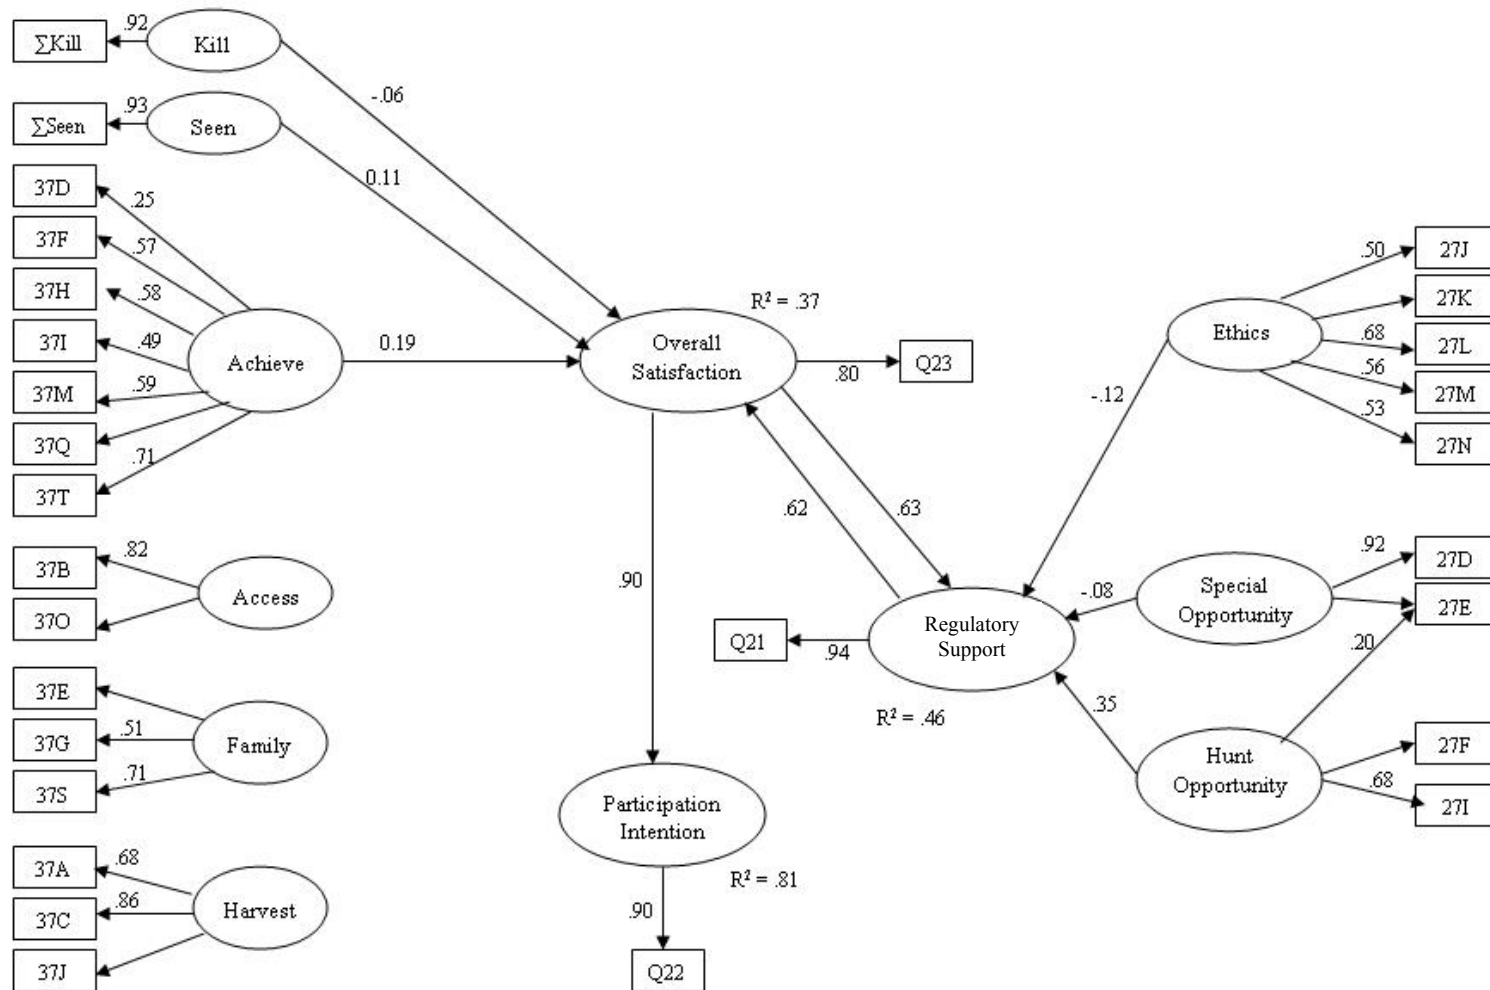 ∑Kill
.92
Kill
-.06
∑Seen
.93
Seen
0.11
37D
.25
37F
.57
37H
.58
37I
.49
37M
.59
37Q
37T
.71
Achieve
0.19
R² = .37
Overall
Satisfaction
.80
Q23
37B
.82
37O
Access
37E
37G
.51
37S
.71
Family
37A
.68
37C
.86
37J
Harvest
.90
Participation
Intention
R² = .81
.90
Q22
.62
.63
Regulatory
Support
R² = .46
Q21
.94
-.12
Ethics
.50
27J
27K
.68
27L
.56
27M
.53
27N
-.08
Special
Opportunity
.92
27D
27E
.20
.35
Hunt
Opportunity
27F
.68
27I